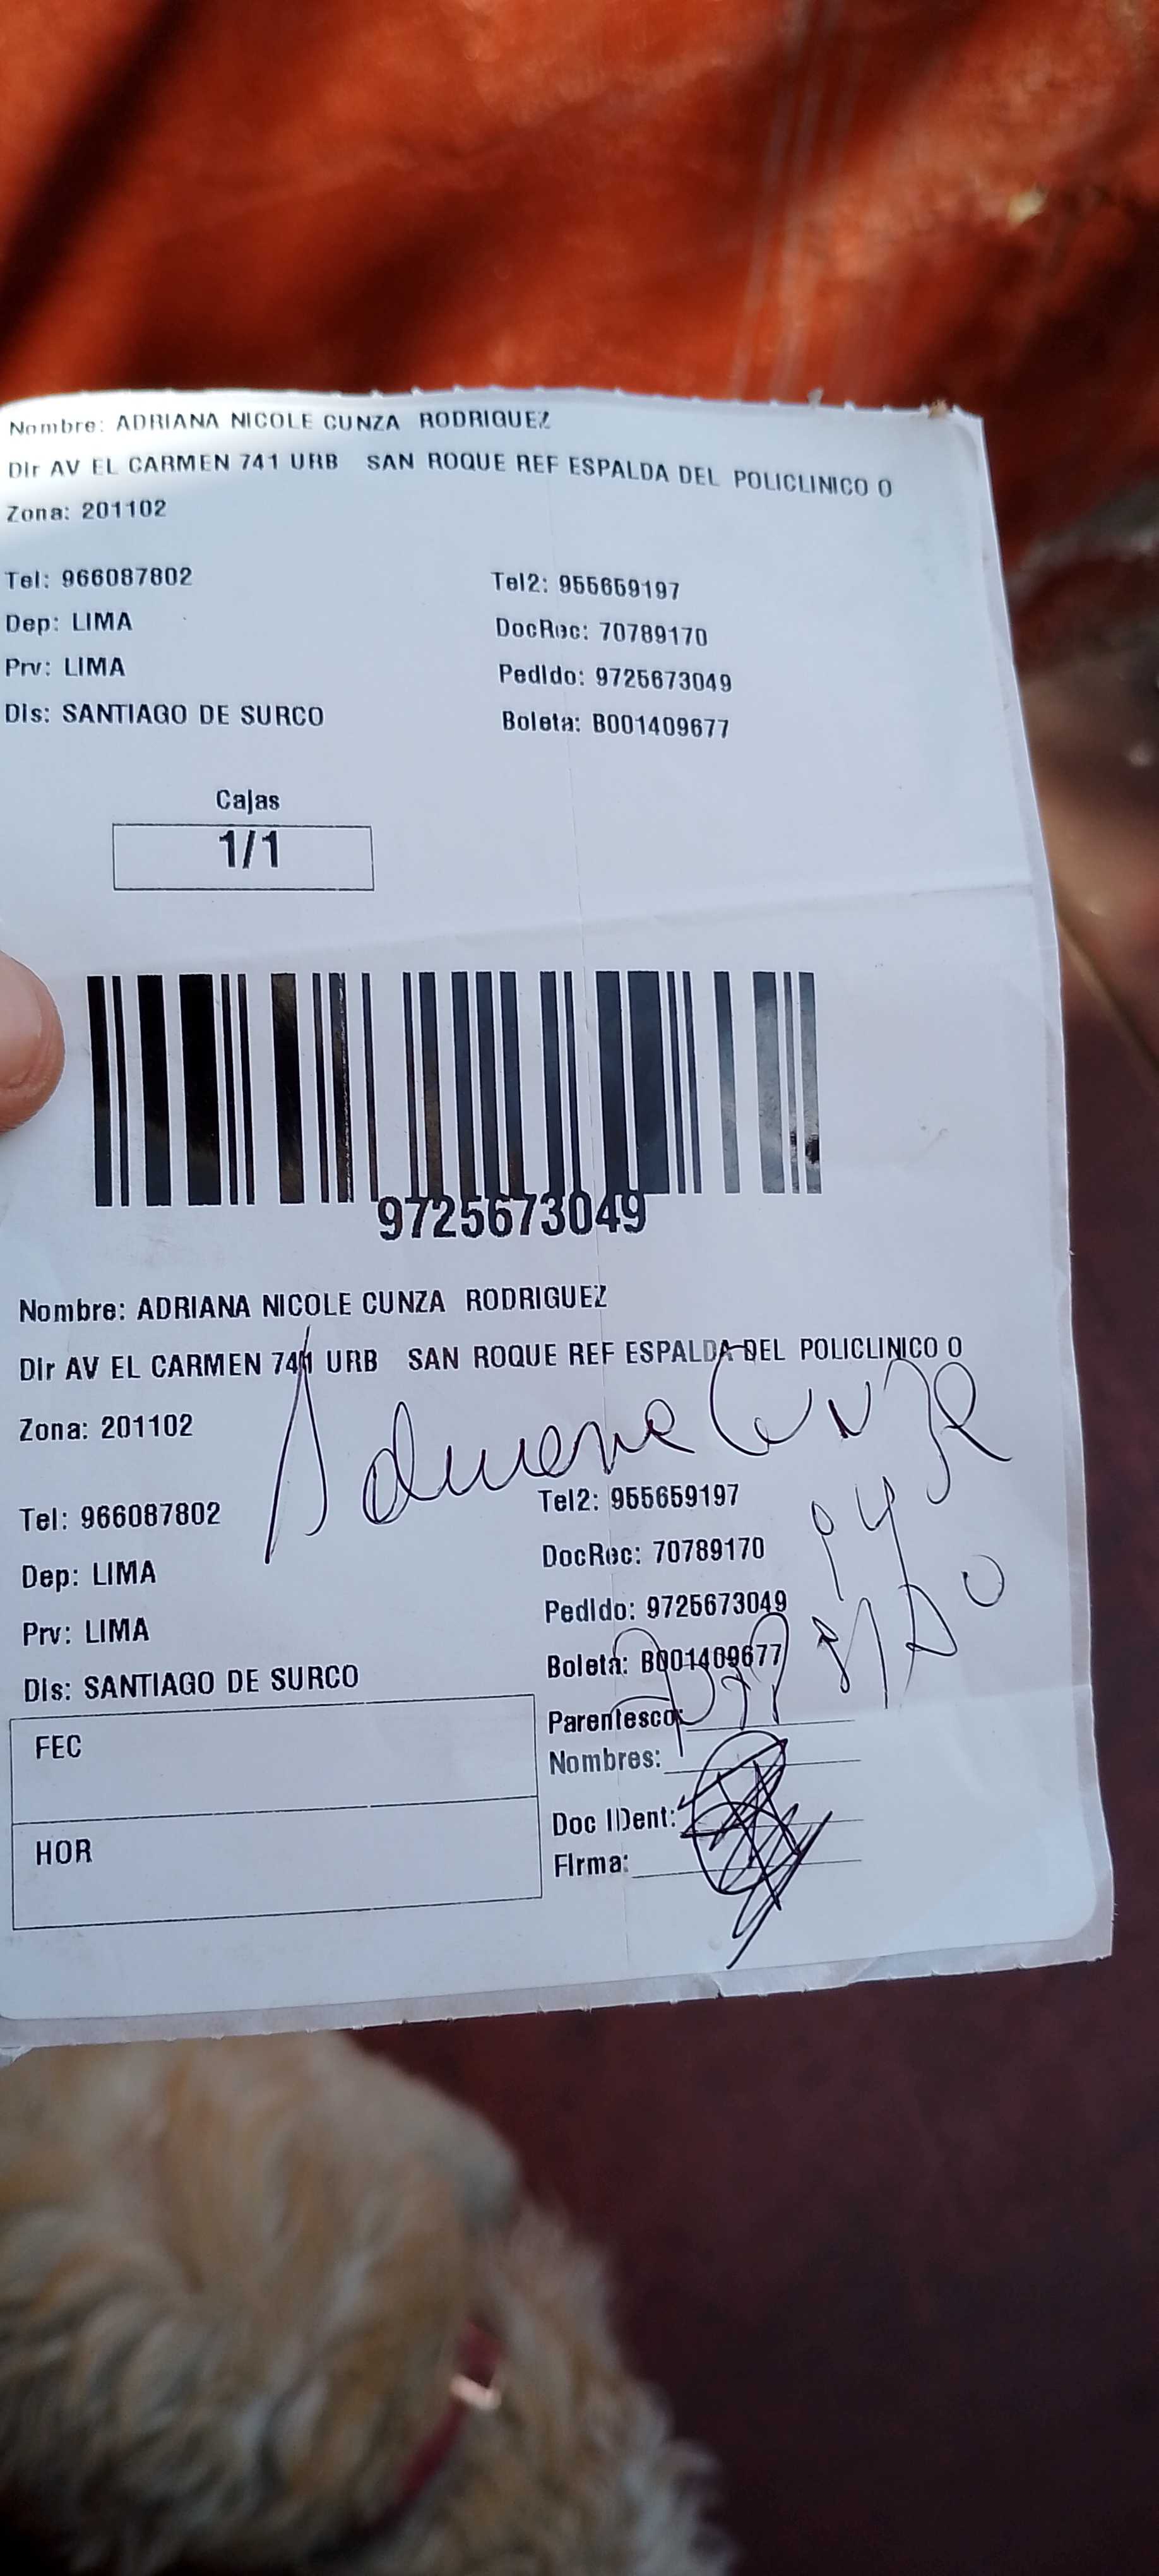 Nombre: ADRIANA NICOLE CUNZA RODRIGUEZ
Dir AV EL CARMEN 741 URB SAN ROQUE REF ESPALDA DEL POLICLINICO O
Zona: 201102
Tel: 966087802 Tel2: 955659197
Dep: LIMA DocRec: 70789170
Prv: LIMA Pedido: 9725673049
Dis: SANTIAGO DE SURCO Boleta: B001409677
Cajas
1/1
9725673049
Nombre: ADRIANA NICOLE CUNZA RODRIGUEZ
Dir AV EL CARMEN 741 URB SAN ROQUE REF ESPALDA DEL POLICLINICO O
Zona: 201102
Cunza
Tel: 966087802 Tel2: 955659197
Dep: LIMA DocRec: 70789170
Prv: LIMA Pedido: 9725673049
Dis: SANTIAGO DE SURCO Boleta: B001409677
FEC Parentesco:
Nombres:
HOR Doc IDent:
Firma: